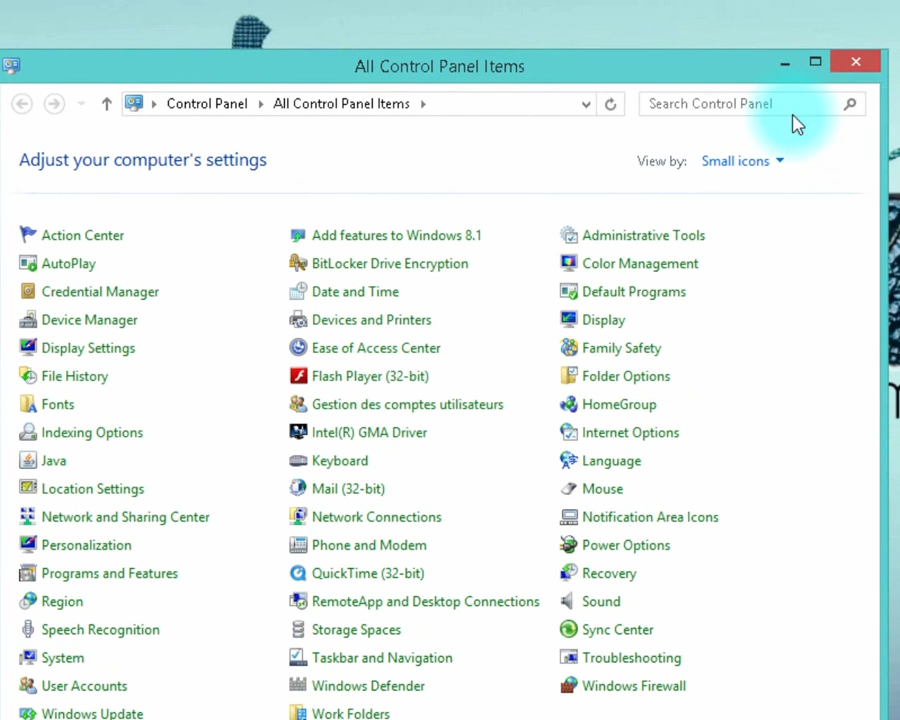 All Control Panel Items
Control Panel All Control Panel Items
Search Control Panel
Adjust your computer's settings
View by: Small icons
Action Center
Add features to Windows 8.1
Administrative Tools
AutoPlay
BitLocker Drive Encryption
Color Management
Credential Manager
Date and Time
Default Programs
Device Manager
Devices and Printers
Display
Display Settings
Ease of Access Center
Family Safety
File History
Flash Player (32-bit)
Folder Options
Fonts
Gestion des comptes utilisateurs
HomeGroup
Indexing Options
Intel(R) GMA Driver
Internet Options
Java
Keyboard
Language
Location Settings
Mail (32-bit)
Mouse
Network and Sharing Center
Network Connections
Notification Area Icons
Personalization
Phone and Modem
Power Options
Programs and Features
QuickTime (32-bit)
Recovery
Region
RemoteApp and Desktop Connections
Sound
Speech Recognition
Storage Spaces
Sync Center
System
Taskbar and Navigation
Troubleshooting
User Accounts
Windows Defender
Windows Firewall
Windows Update
Work Folders